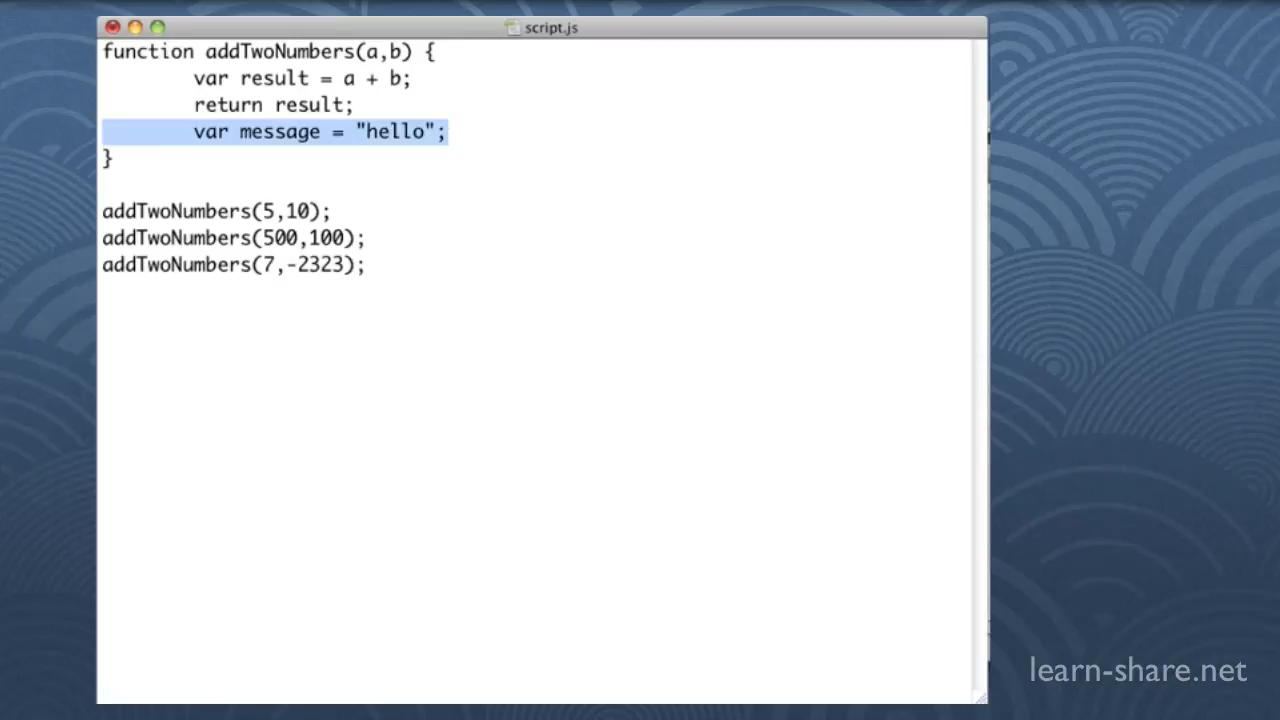 script.js
function addTwoNumbers(a,b) {
        var result = a + b;
        return result;
        var message = "hello";
}

addTwoNumbers(5,10);
addTwoNumbers(500,100);
addTwoNumbers(7,-2323);
learn-share.net